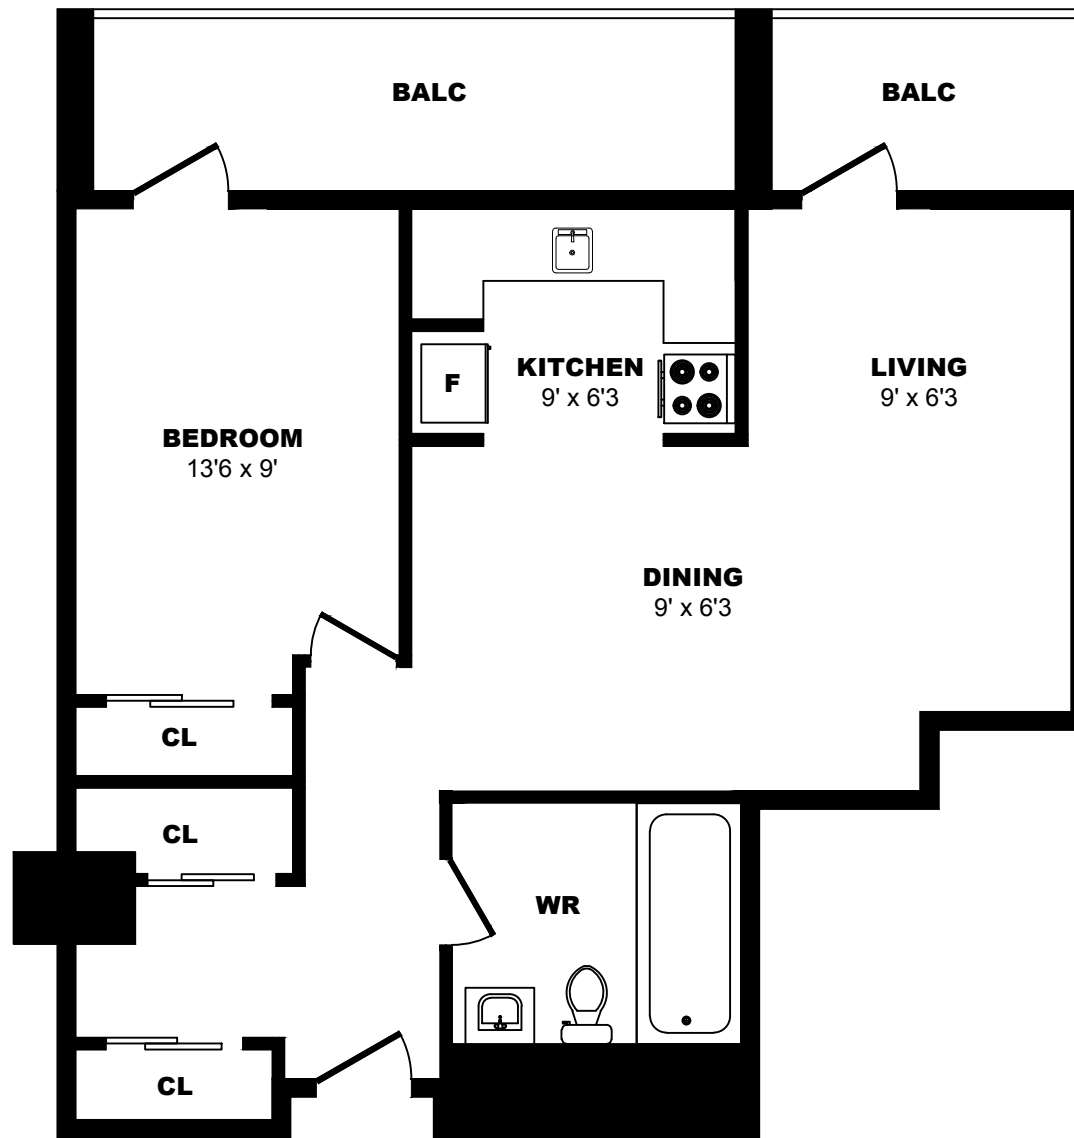 BALC
BALC
KITCHEN
9' x 6'3
LIVING
9' x 6'3
F
BEDROOM
13'6 x 9'
DINING
9' x 6'3
CL
CL
WR
CL